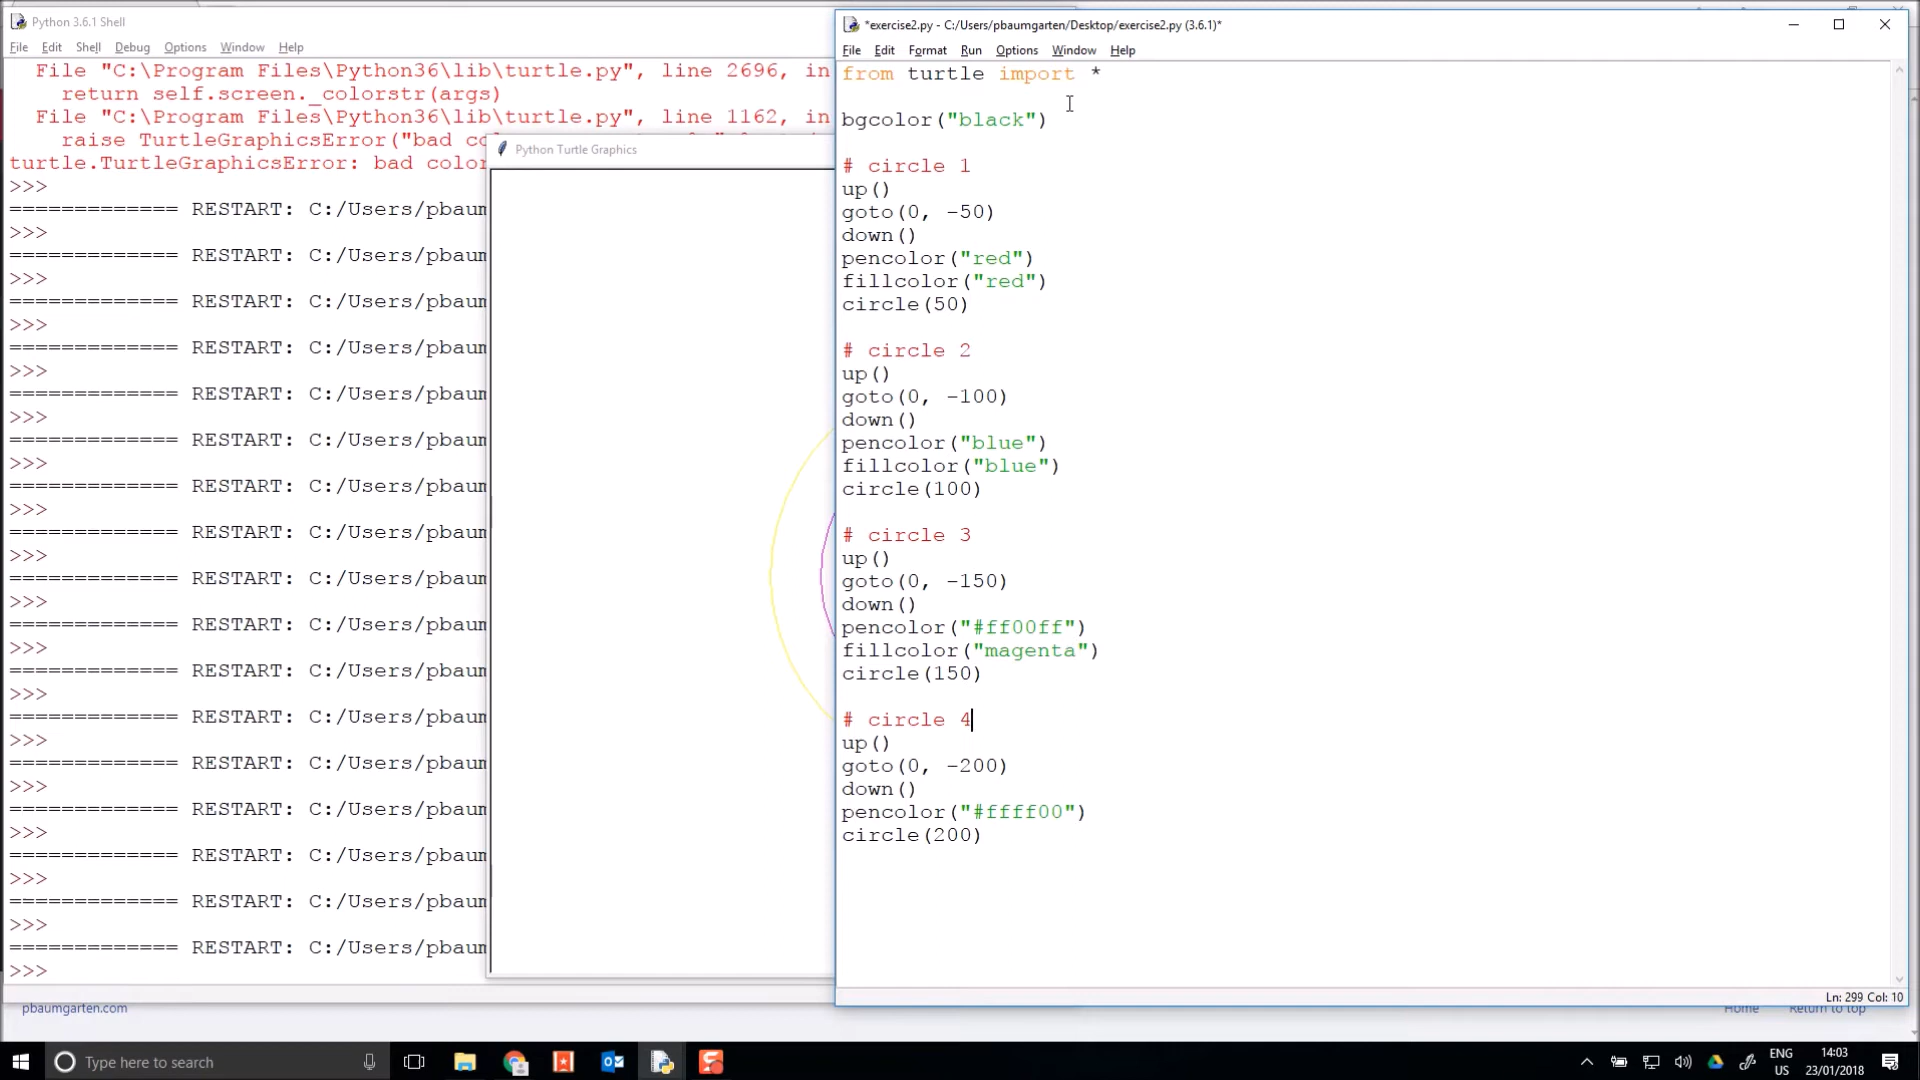 Python 3.6.1 Shell
File Edit Shell Debug Options Window Help
File "C:\Program Files\Python36\lib\turtle.py", line 2696, in
return self.screen._colorstr(args)
File "C:\Program Files\Python36\lib\turtle.py", line 1162, in
raise TurtleGraphicsError("bad
turtle.TurtleGraphicsError: bad color
>>>
============= RESTART: C:/Users/pbaum
>>>
============= RESTART: C:/Users/pbaum
>>>
============= RESTART: C:/Users/pbaum
>>>
============= RESTART: C:/Users/pbaum
>>>
============= RESTART: C:/Users/pbaum
>>>
============= RESTART: C:/Users/pbaum
>>>
============= RESTART: C:/Users/pbaum
>>>
============= RESTART: C:/Users/pbaum
>>>
============= RESTART: C:/Users/pbaum
>>>
============= RESTART: C:/Users/pbaum
>>>
============= RESTART: C:/Users/pbaum
>>>
============= RESTART: C:/Users/pbaum
>>>
============= RESTART: C:/Users/pbaum
>>>
============= RESTART: C:/Users/pbaum
>>>
============= RESTART: C:/Users/pbaum
>>>
============= RESTART: C:/Users/pbaum
>>>
============= RESTART: C:/Users/pbaum
>>>
Python Turtle Graphics
*exercise2.py - C:/Users/pbaumgarten/Desktop/exercise2.py (3.6.1)*
File Edit Format Run Options Window Help
from turtle import *
bgcolor("black")
# circle 1
up()
goto(0, -50)
down()
pencolor("red")
fillcolor("red")
circle(50)
# circle 2
up()
goto(0, -100)
down()
pencolor("blue")
fillcolor("blue")
circle(100)
# circle 3
up()
goto(0, -150)
down()
pencolor("#ff00ff")
fillcolor("magenta")
circle(150)
# circle 4
up()
goto(0, -200)
down()
pencolor("#ffff00")
circle(200)
Ln: 299 Col: 10
pbaumgarten.com
Home Return to top
Type here to search
ENG
US
14:03
23/01/2018